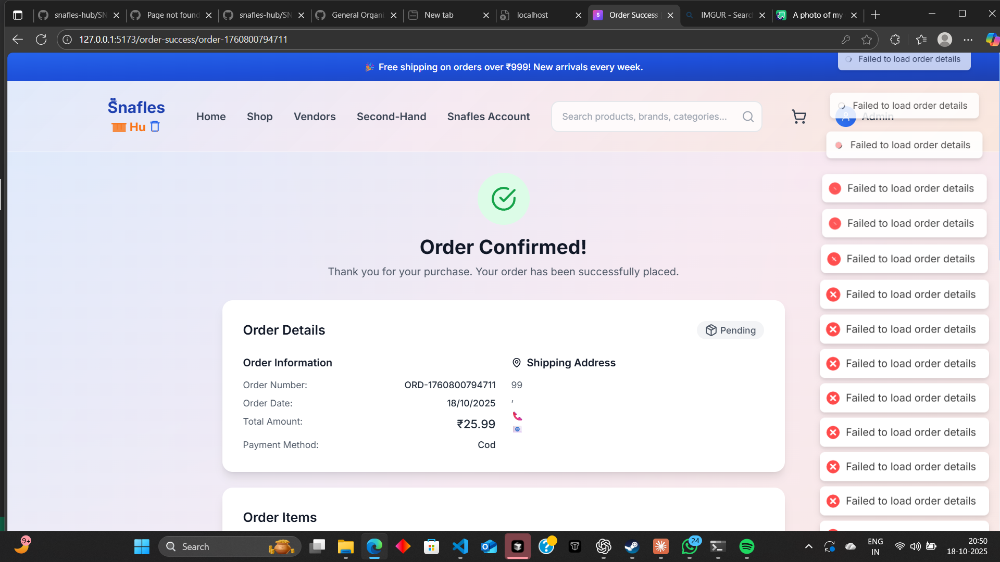 snafles-hub/SN
Page not found
snafles-hub/SN
General Organi
New tab
localhost
Order Success
IMGUR - Search
A photo of my
127.0.0.1:5173/order-success/order-1760800794711
🎉 Free shipping on orders over ₹999! New arrivals every week.
Failed to load order details
Snafles
Hu
Home
Shop
Vendors
Second-Hand
Snafles Account
Search products, brands, categories...
Admin
Failed to load order details
Failed to load order details
Failed to load order details
Failed to load order details
Failed to load order details
Failed to load order details
Failed to load order details
Failed to load order details
Failed to load order details
Failed to load order details
Failed to load order details
Failed to load order details
Order Confirmed!
Thank you for your purchase. Your order has been successfully placed.
Order Details
Pending
Order Information
Order Number: ORD-1760800794711
Order Date: 18/10/2025
Total Amount: ₹25.99
Payment Method: Cod
Shipping Address
99
,
Order Items
9+
Search
24
ENG
IN
20:50
18-10-2025